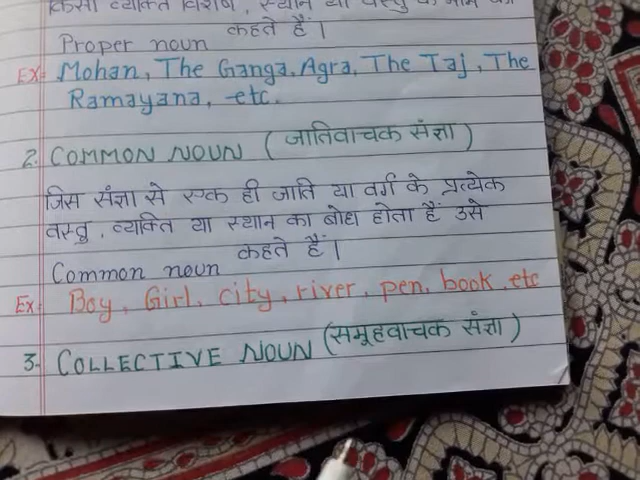 किसी व्यक्ति विशेष, स्थान या वस्तु के नाम को
Proper noun कहते हैं।
Ex- Mohan, The Ganga, Agra, The Taj, The
Ramayana, etc.
2. COMMON NOUN (जातिवाचक संज्ञा)
जिस संज्ञा से एक ही जाति या वर्ग के प्रत्येक
वस्तु, व्यक्ति या स्थान का बोध होता हैं उसे
Common noun कहते हैं।
Ex- Boy, Girl, city, river, pen, book, etc
3. COLLECTIVE NOUN (समूहवाचक संज्ञा)